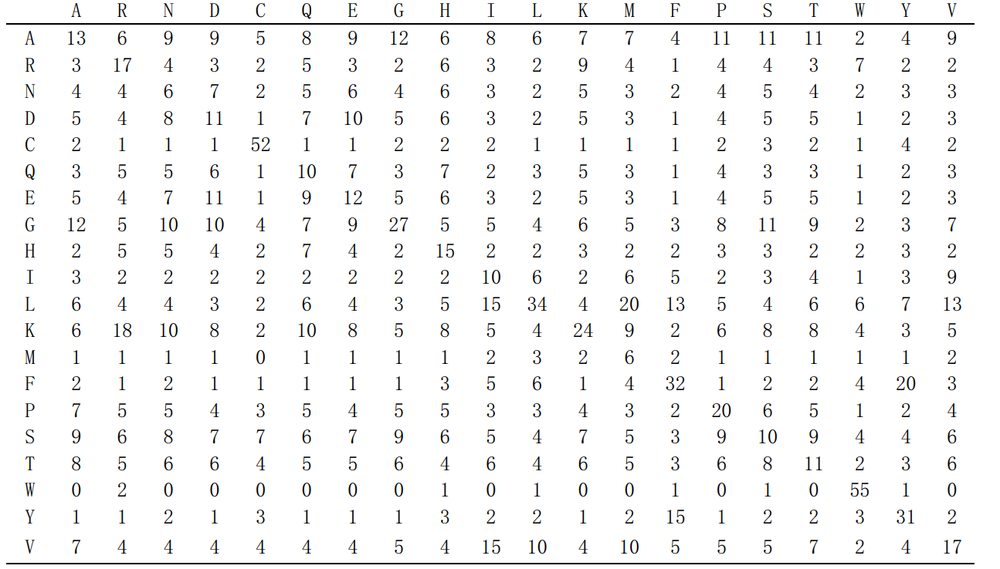 A R N D C Q E G H I L K M F P S T W Y V
A 13 6 9 9 5 8 9 12 6 8 6 7 7 4 11 11 11 2 4 9
R 3 17 4 3 2 5 3 2 6 3 2 9 4 1 4 4 3 7 2 2
N 4 4 6 7 2 5 6 4 6 3 2 5 3 2 4 5 4 2 3 3
D 5 4 8 11 1 7 10 5 6 3 2 5 3 1 4 5 5 1 2 3
C 2 1 1 1 52 1 1 2 2 2 1 1 1 1 2 3 2 1 4 2
Q 3 5 5 6 1 10 7 3 7 2 3 5 3 1 4 3 3 1 2 3
E 5 4 7 11 1 9 12 5 6 3 2 5 3 1 4 5 5 1 2 3
G 12 5 10 10 4 7 9 27 5 5 4 6 5 3 8 11 9 2 3 7
H 2 5 5 4 2 7 4 2 15 2 2 3 2 2 3 3 2 2 3 2
I 3 2 2 2 2 2 2 2 2 10 6 2 6 5 2 3 4 1 3 9
L 6 4 4 3 2 6 4 3 5 15 34 4 20 13 5 4 6 6 7 13
K 6 18 10 8 2 10 8 5 8 5 4 24 9 2 6 8 8 4 3 5
M 1 1 1 1 0 1 1 1 1 2 3 2 6 2 1 1 1 1 1 2
F 2 1 2 1 1 1 1 1 3 5 6 1 4 32 1 2 2 4 20 3
P 7 5 5 4 3 5 4 5 5 3 3 4 3 2 20 6 5 1 2 4
S 9 6 8 7 7 6 7 9 6 5 4 7 5 3 9 10 9 4 4 6
T 8 5 6 6 4 5 5 6 4 6 4 6 5 3 6 8 11 2 3 6
W 0 2 0 0 0 0 0 0 1 0 1 0 0 1 0 1 0 55 1 0
Y 1 1 2 1 3 1 1 1 3 2 2 1 2 15 1 2 2 3 31 2
V 7 4 4 4 4 4 4 5 4 15 10 4 10 5 5 5 7 2 4 17